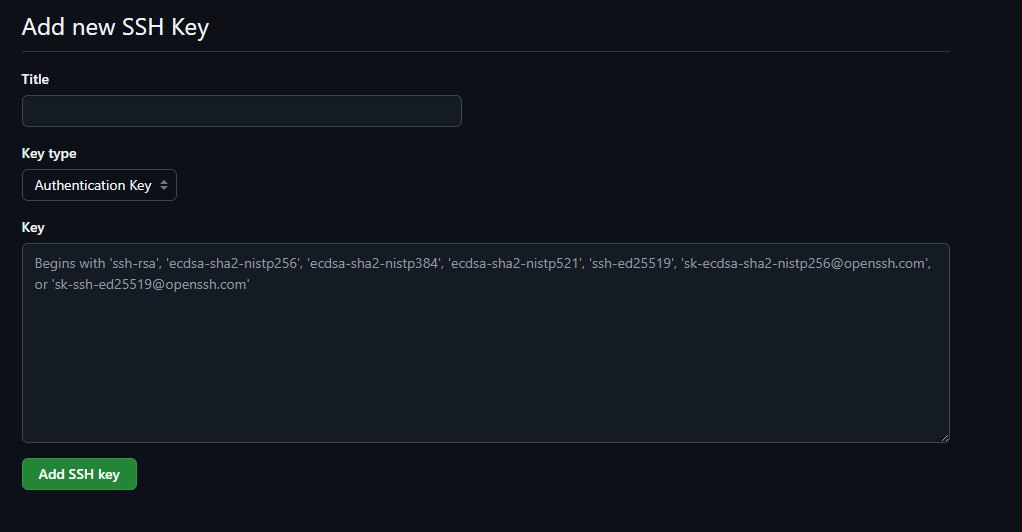 Add new SSH Key
Title
Key type
Authentication Key
Key
Begins with 'ssh-rsa', 'ecdsa-sha2-nistp256', 'ecdsa-sha2-nistp384', 'ecdsa-sha2-nistp521', 'ssh-ed25519', 'sk-ecdsa-sha2-nistp256@openssh.com',
or 'sk-ssh-ed25519@openssh.com'
Add SSH key